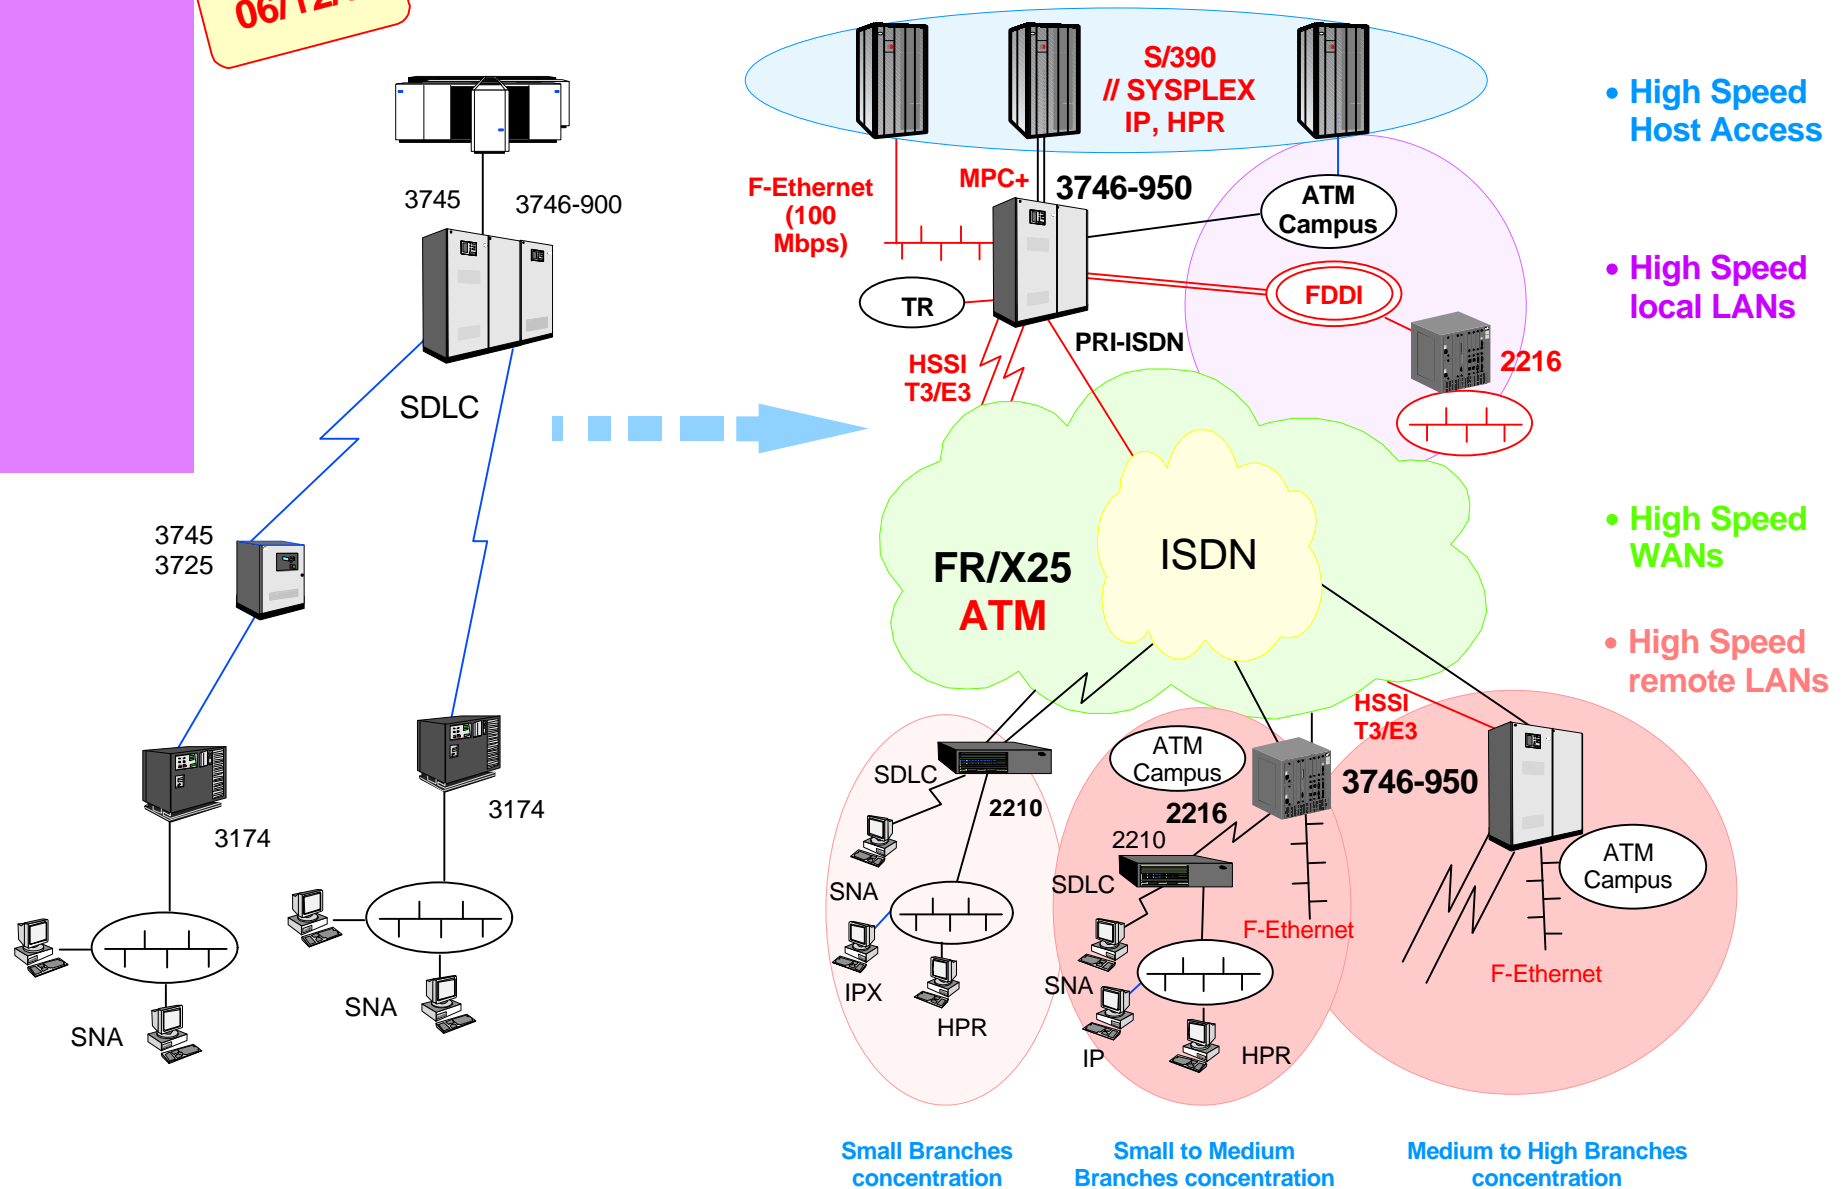 3745
3746-900
SDLC
3745
3725
3174
3174
SNA
SNA
S/390
// SYSPLEX
IP, HPR
F-Ethernet
(100
Mbps)
MPC+
3746-950
ATM
Campus
TR
FDDI
HSSI
T3/E3
PRI-ISDN
2216
FR/X25
ATM
ISDN
HSSI
T3/E3
SDLC
2210
SNA
IPX
HPR
ATM
Campus
2216
2210
SDLC
SNA
IP
HPR
F-Ethernet
3746-950
ATM
Campus
F-Ethernet
• High Speed
Host Access
• High Speed
local LANs
• High Speed
WANs
• High Speed
remote LANs
Small Branches
concentration
Small to Medium
Branches concentration
Medium to High Branches
concentration